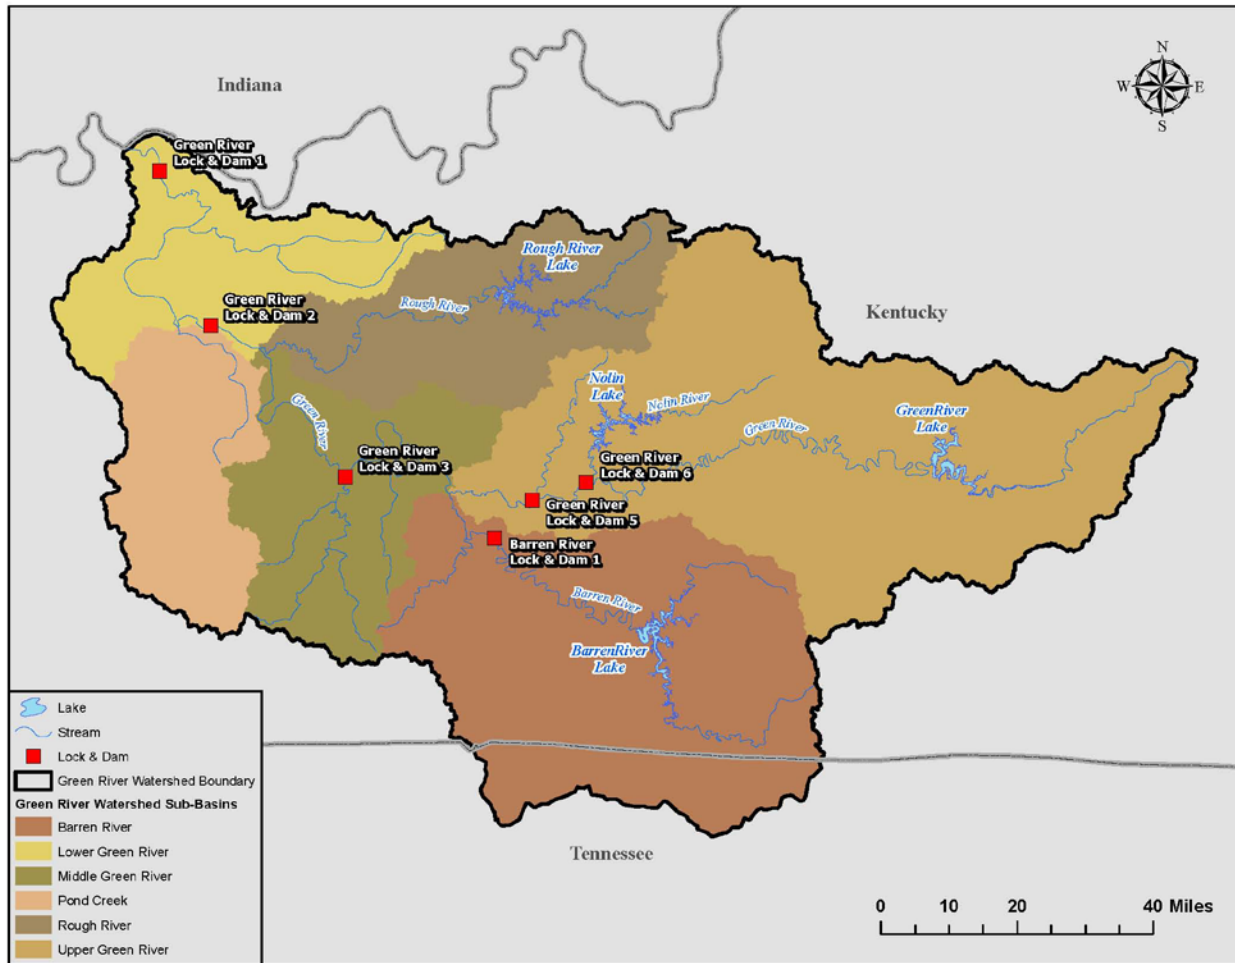 Indiana
N
W E
S
Green River
Lock & Dam 1
Rough River
Lake
Green River
Lock & Dam 2
Rough River
Kentucky
Nolin
Lake
Nolin River
Green River
GreenRiver
Lake
Green River
Green River
Lock & Dam 3
Green River
Lock & Dam 6
Green River
Lock & Dam 5
Barren River
Lock & Dam 1
Barren River
BarrenRiver
Lake
Tennessee
Lake
Stream
Lock & Dam
Green River Watershed Boundary
Green River Watershed Sub-Basins
Barren River
Lower Green River
Middle Green River
Pond Creek
Rough River
Upper Green River
0 10 20 40 Miles